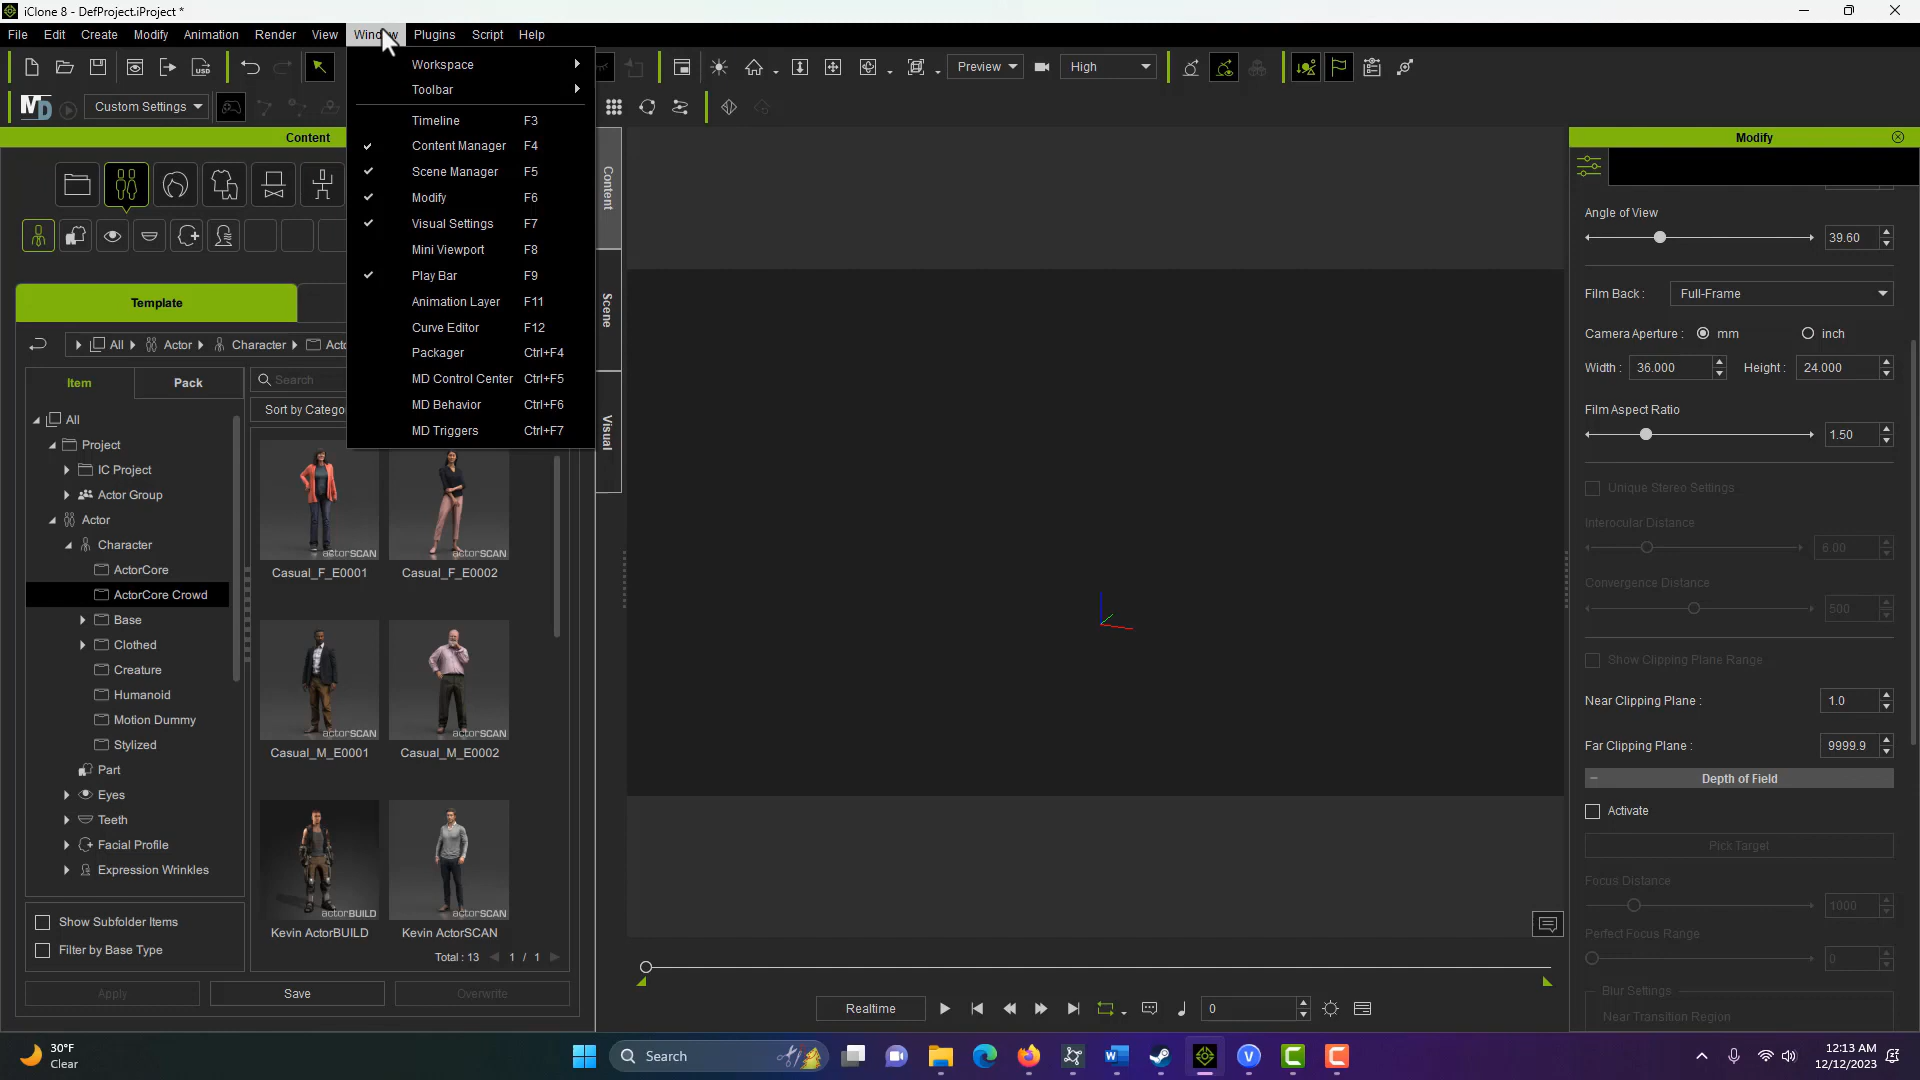 iClone 8 - DefProject.iProject *
File Edit Create Modify Animation Render View Window Plugins Script Help
Preview High
Custom Settings
Workspace
Toolbar
Timeline F3
Content Manager F4
Scene Manager F5
Modify F6
Visual Settings F7
Mini Viewport F8
Play Bar F9
Animation Layer F11
Curve Editor F12
Packager Ctrl+F4
MD Control Center Ctrl+F5
MD Behavior Ctrl+F6
MD Triggers Ctrl+F7
Content
Template
All Actor Character
Item Pack
Search
All
Project
IC Project
Actor Group
Actor
Character
ActorCore
ActorCore Crowd
Base
Clothed
Creature
Humanoid
Motion Dummy
Stylized
Part
Eyes
Teeth
Facial Profile
Expression Wrinkles
Show Subfolder Items
Filter by Base Type
actorSCAN actorSCAN
Casual_F_E0001 Casual_F_E0002
actorSCAN actorSCAN
Casual_M_E0001 Casual_M_E0002
actorBUILD actorSCAN
Kevin ActorBUILD Kevin ActorSCAN
Total : 13 1 / 1
Apply Save Overwrite
Content
Scene
Visual
Realtime 0
Modify
Angle of View
39.60
Film Back : Full-Frame
Camera Aperture : mm inch
Width : 36.000 Height : 24.000
Film Aspect Ratio
1.50
Unique Stereo Settings
Interocular Distance
6.00
Convergence Distance
500
Show Clipping Plane Range
Near Clipping Plane : 1.0
Far Clipping Plane : 9999.9
Depth of Field
Activate
Pick Target
Focus Distance
1000
Perfect Focus Range
0
Blur Settings
Near Transition Region
30°F
Clear
Search
12:13 AM
12/12/2023